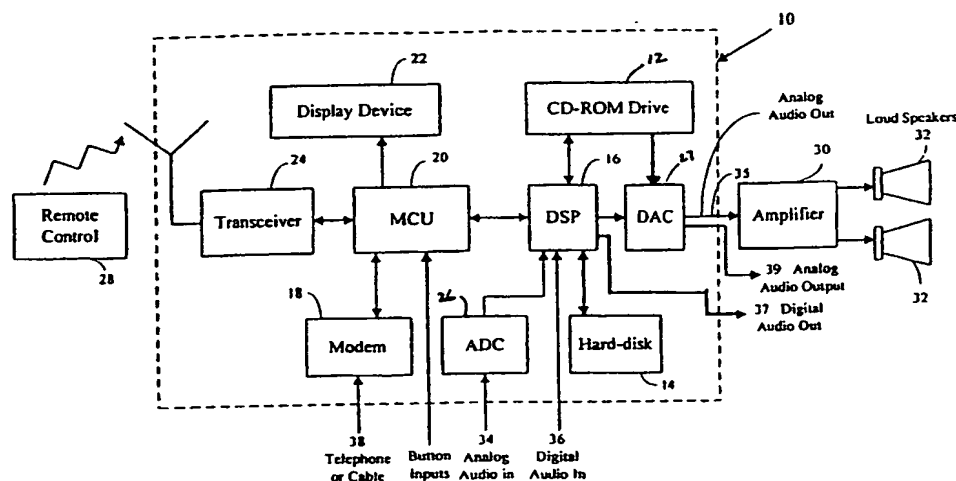 10
22
Display Device
12
CD-ROM Drive
Analog
Audio Out
Loud Speakers
32
24
Transceiver
20
MCU
16
DSP
27
DAC
35
30
Amplifier
Remote
Control
28
32
39 Analog
Audio Output
37 Digital
Audio Out
18
Modem
26
ADC
Hard-disk
14
38
Telephone
or Cable
Button
Inputs
34
Analog
Audio in
36
Digital
Audio In